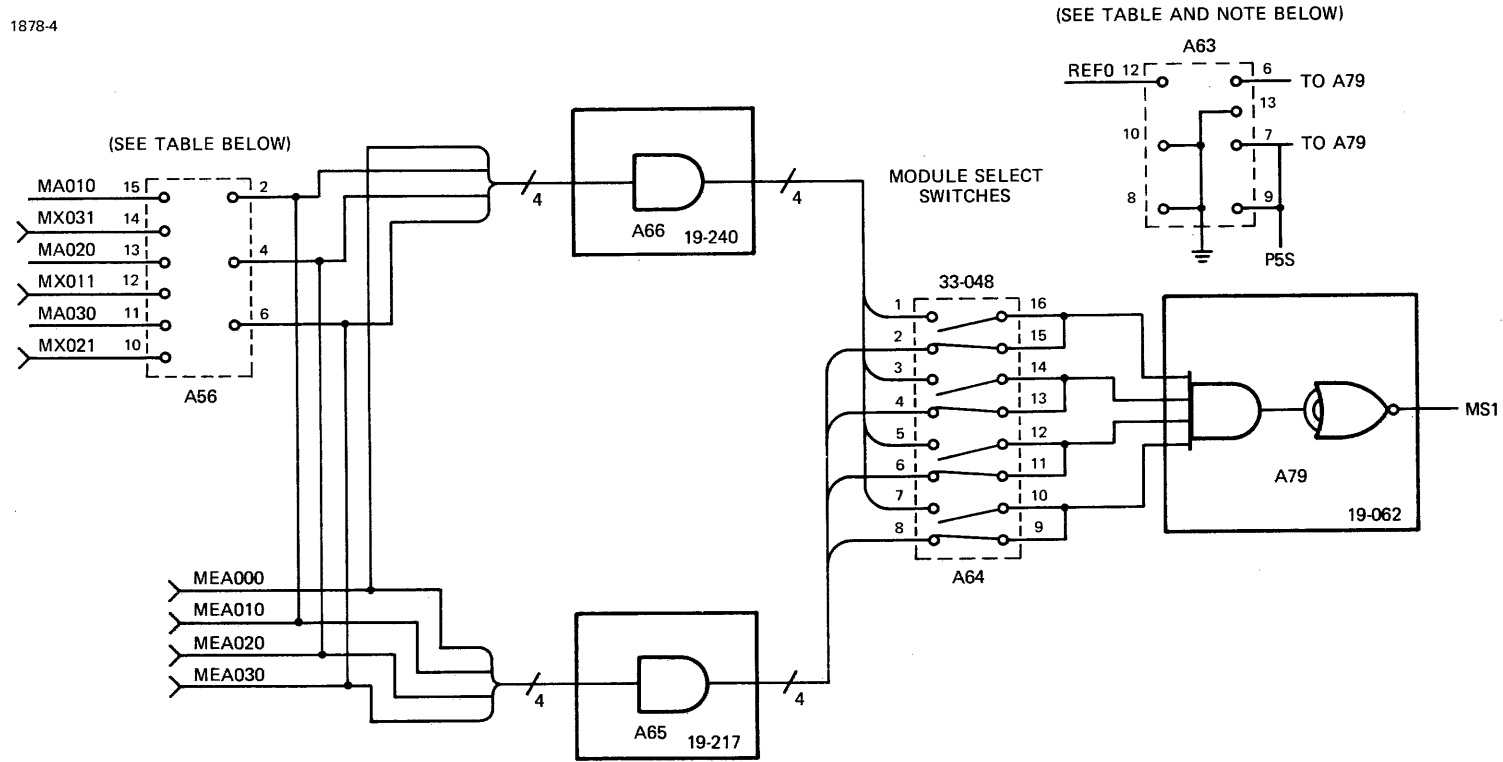 1878-4
(SEE TABLE AND NOTE BELOW)
A63
REF0 12 6 TO A79
13
10 7 TO A79
8 9
P5S
(SEE TABLE BELOW)
MA010 15 2
MX031 14
MA020 13 4
MX011 12
MA030 11 6
MX021 10
A56
4
A66 19-240
4
MODULE SELECT
SWITCHES
33-048
1 16
2 15
3 14
4 13
5 12
6 11
7 10
8 9
A64
A79
19-062
MS1
MEA000
MEA010
MEA020
MEA030
4
A65 19-217
4